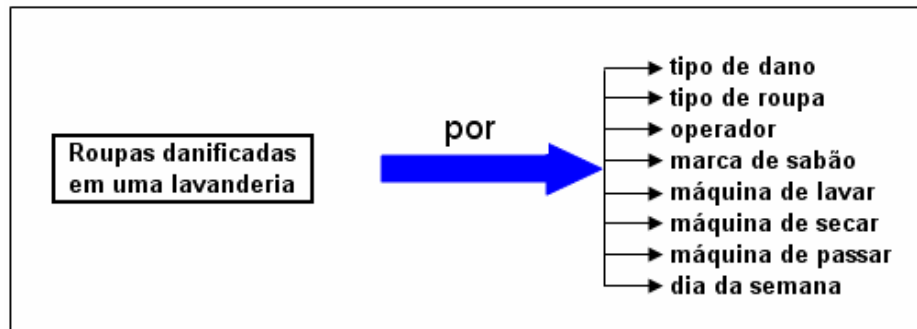 Roupas danificadas
em uma lavanderia
por
tipo de dano
tipo de roupa
operador
marca de sabão
máquina de lavar
máquina de secar
máquina de passar
dia da semana